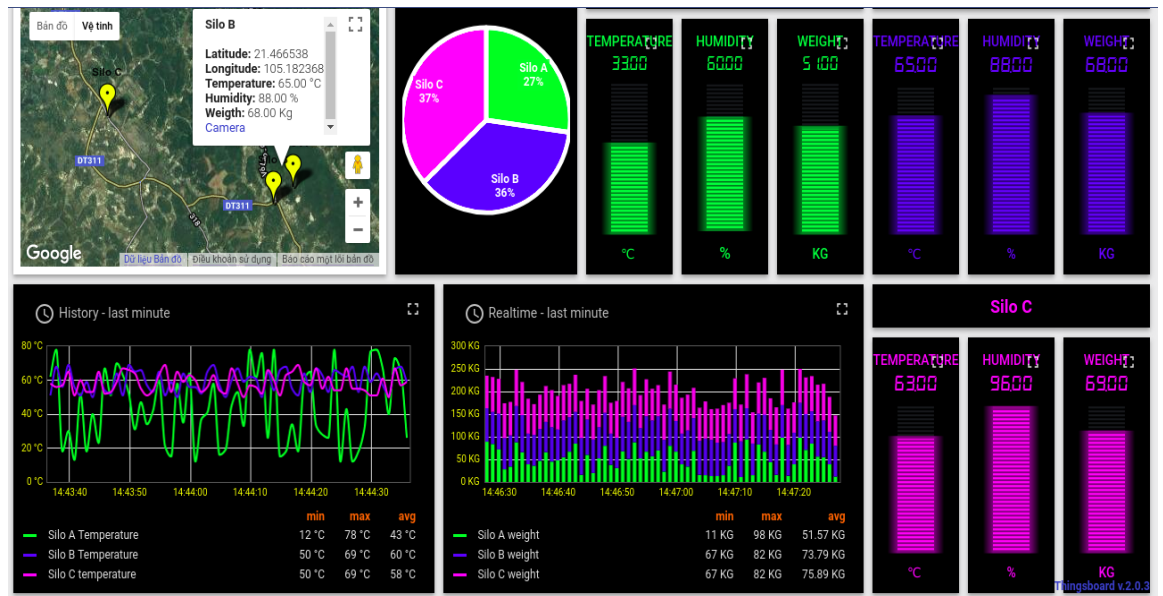 Bản đồ
Vệ tinh
Silo C
Silo B
Latitude: 21.466538
Longitude: 105.182368
Temperature: 65.00 °C
Humidity: 88.00 %
Weigth: 68.00 Kg
Camera
DT311
DT311
318
Google
Dữ liệu Bản đồ
Điều khoản sử dụng
Báo cáo một lỗi bản đồ
Silo A
27%
Silo C
37%
Silo B
36%
TEMPERATURE
33.00
°C
HUMIDITY
60.00
%
WEIGHT
51.00
KG
TEMPERATURE
65.00
°C
HUMIDITY
88.00
%
WEIGHT
68.00
KG
History - last minute
80 °C
60 °C
40 °C
20 °C
0 °C
14:43:40 14:43:50 14:44:00 14:44:10 14:44:20 14:44:30
min max avg
Silo A Temperature 12 °C 78 °C 43 °C
Silo B Temperature 50 °C 69 °C 60 °C
Silo C temperature 50 °C 69 °C 58 °C
Realtime - last minute
300 KG
250 KG
200 KG
150 KG
100 KG
50 KG
0 KG
14:46:30 14:46:40 14:46:50 14:47:00 14:47:10 14:47:20
min max avg
Silo A weight 11 KG 98 KG 51.57 KG
Silo B weight 67 KG 82 KG 73.79 KG
Silo C weight 67 KG 82 KG 75.89 KG
Silo C
TEMPERATURE
63.00
°C
HUMIDITY
96.00
%
WEIGHT
69.00
KG
Thingsboard v.2.0.3